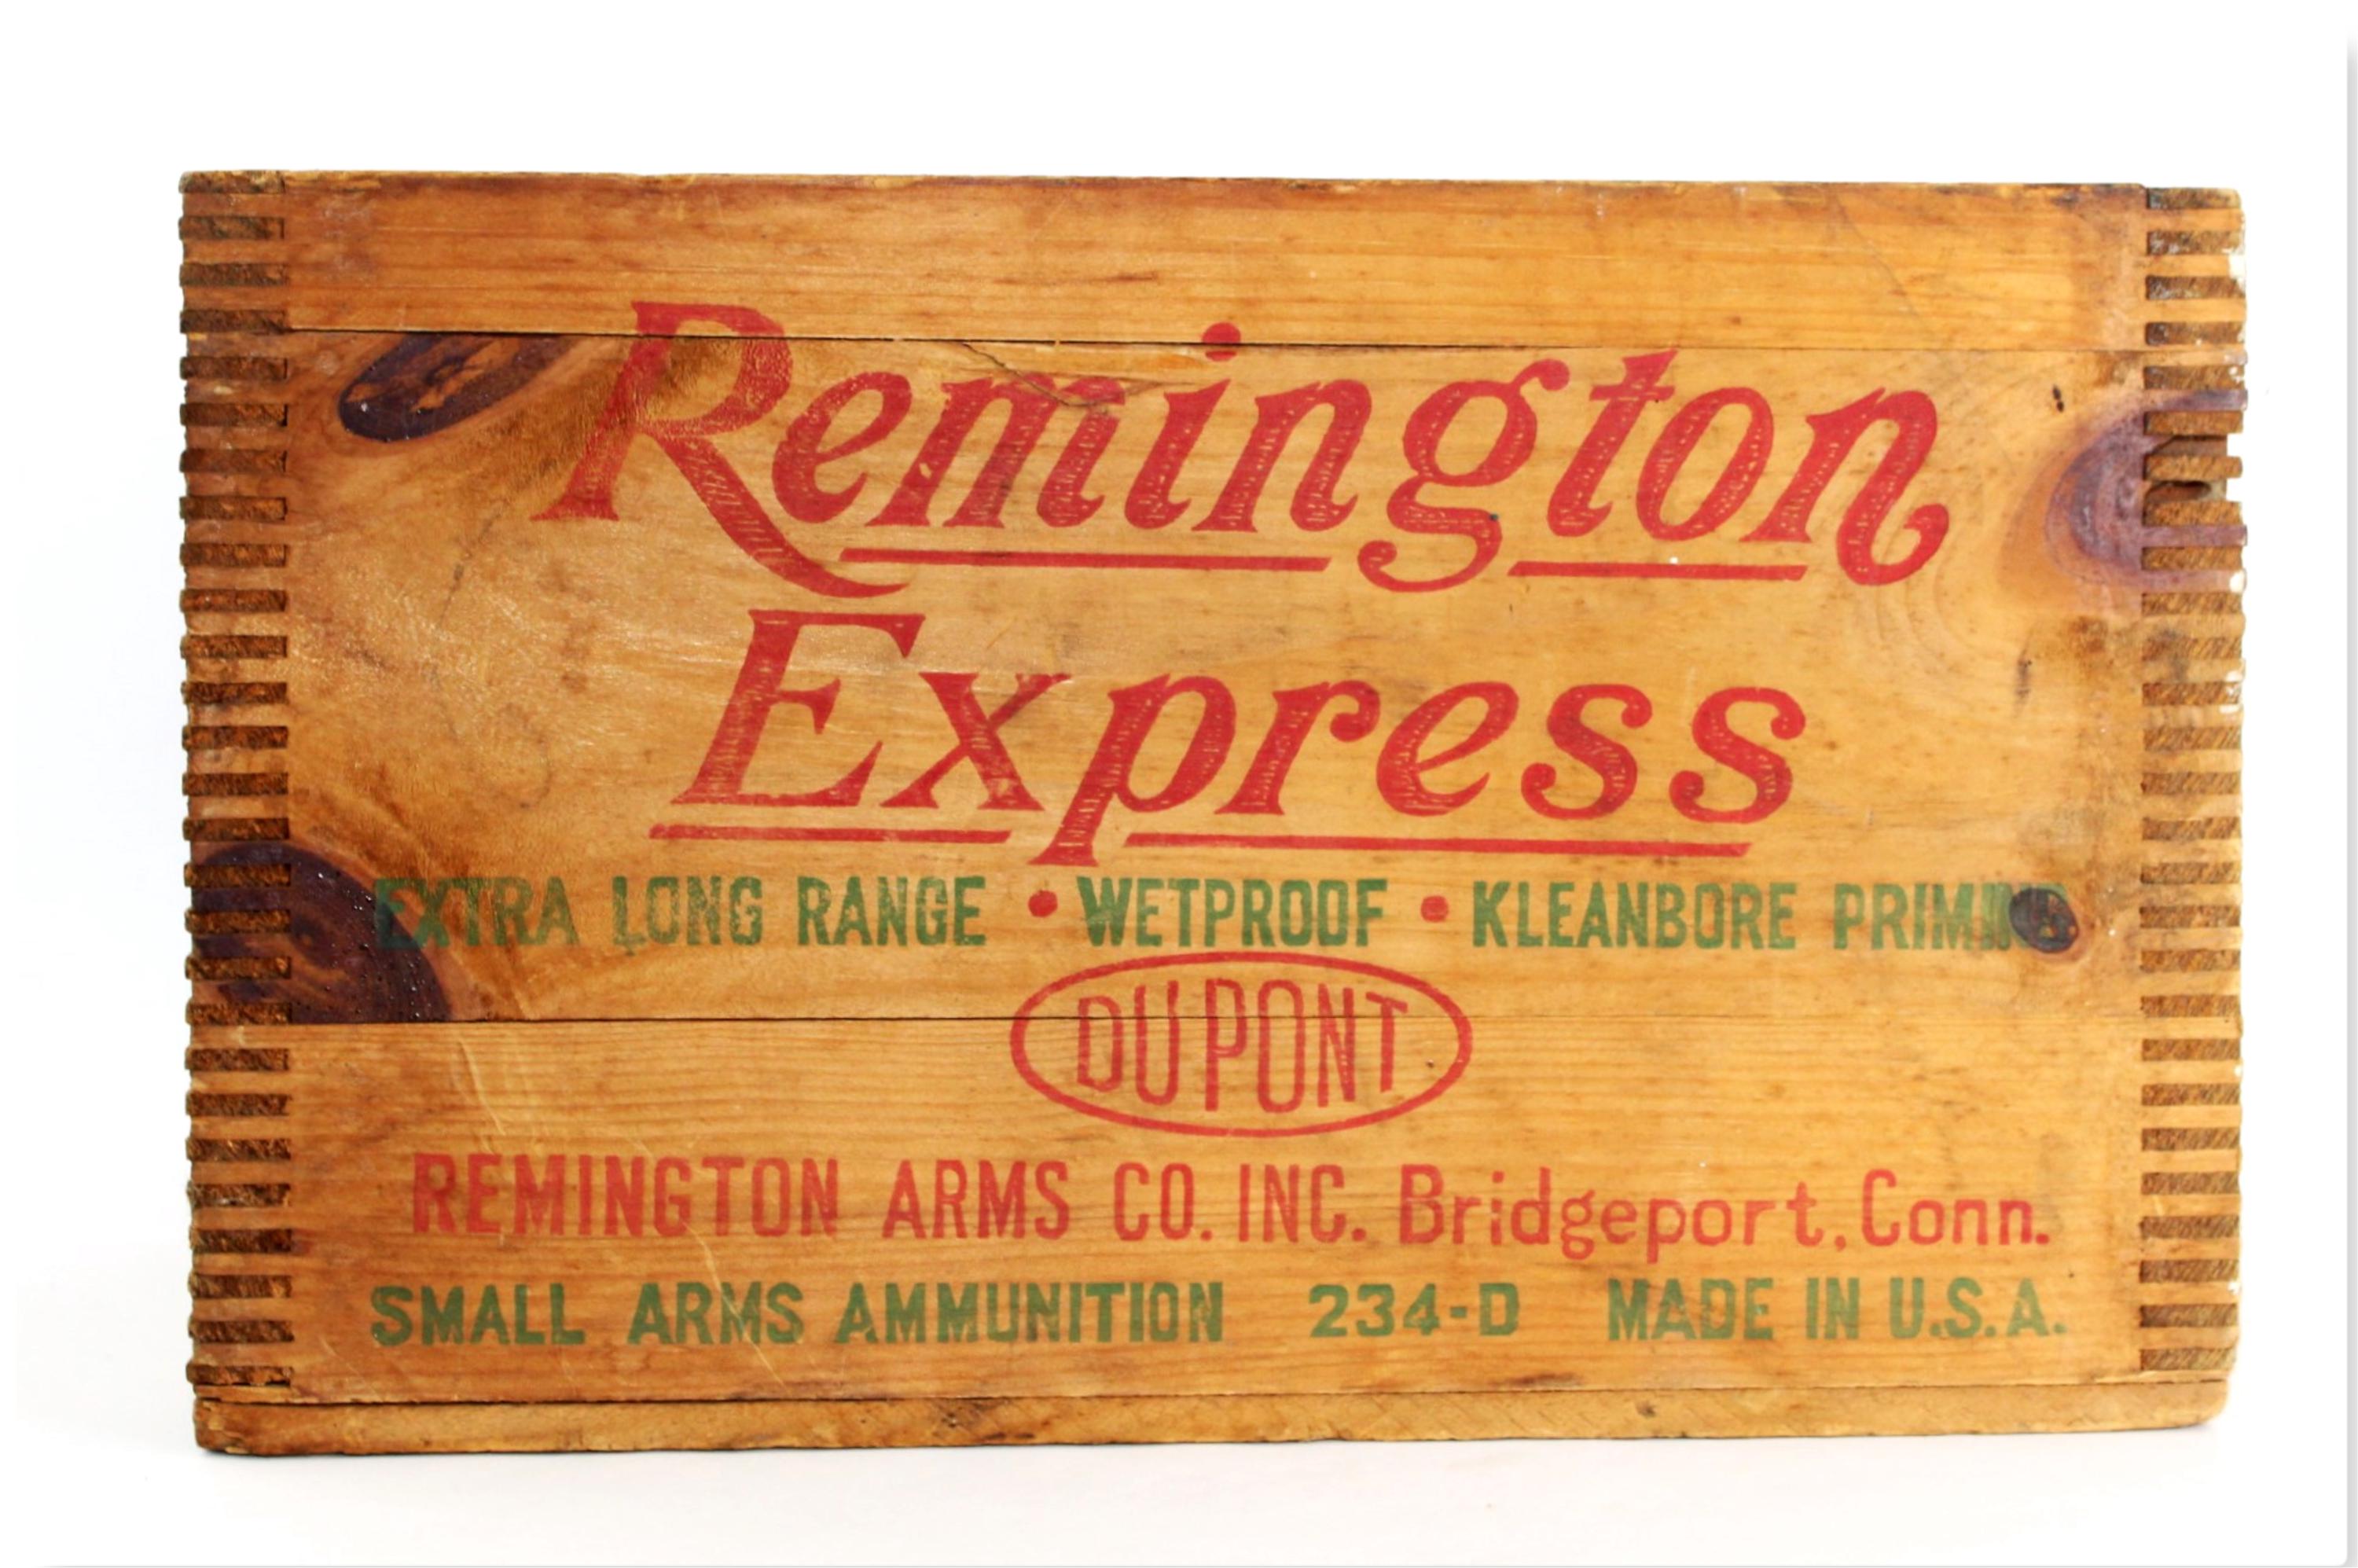 Remington
Express
EXTRA LONG RANGE • WETPROOF • KLEANBORE PRIMING
DUPONT
REMINGTON ARMS CO. INC. Bridgeport, Conn.
SMALL ARMS AMMUNITION 234-D MADE IN U.S.A.